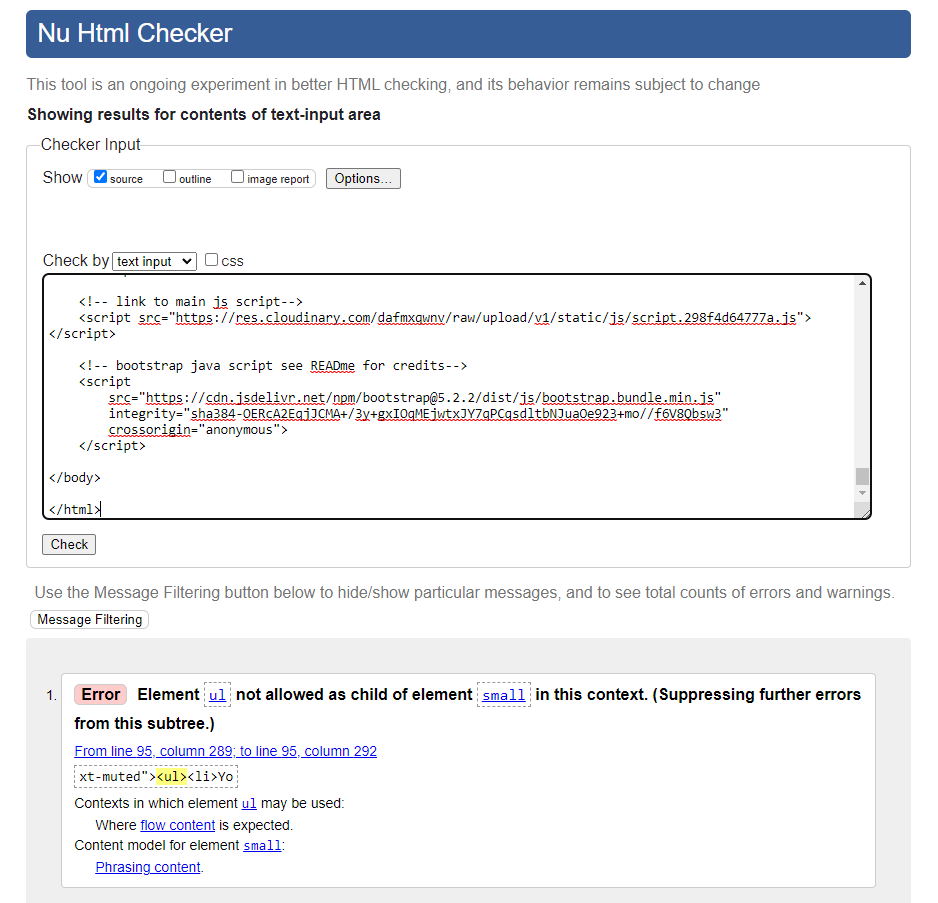 Nu Html Checker
This tool is an ongoing experiment in better HTML checking, and its behavior remains subject to change
Showing results for contents of text-input area
Checker Input
Show source outline image report Options...
Check by text input css
<!-- link to main js script-->
<script src="https://res.cloudinary.com/dafmxqwnv/raw/upload/v1/static/js/script.298f4d64777a.js">
</script>
<!-- bootstrap java script see READme for credits-->
<script
src="https://cdn.jsdelivr.net/npm/bootstrap@5.2.2/dist/js/bootstrap.bundle.min.js"
integrity="sha384-OERcA2EqjJCMA+/3y+gxIOqMEjwtxJY7qPCqsdltbNJuaOe923+mo//f6V8Qbsw3"
crossorigin="anonymous">
</script>
</body>
</html>
Check
Use the Message Filtering button below to hide/show particular messages, and to see total counts of errors and warnings.
Message Filtering
1. Error Element ul not allowed as child of element small in this context. (Suppressing further errors
from this subtree.)
From line 95, column 289; to line 95, column 292
xt-muted"><ul><li>Yo
Contexts in which element ul may be used:
Where flow content is expected.
Content model for element small:
Phrasing content.